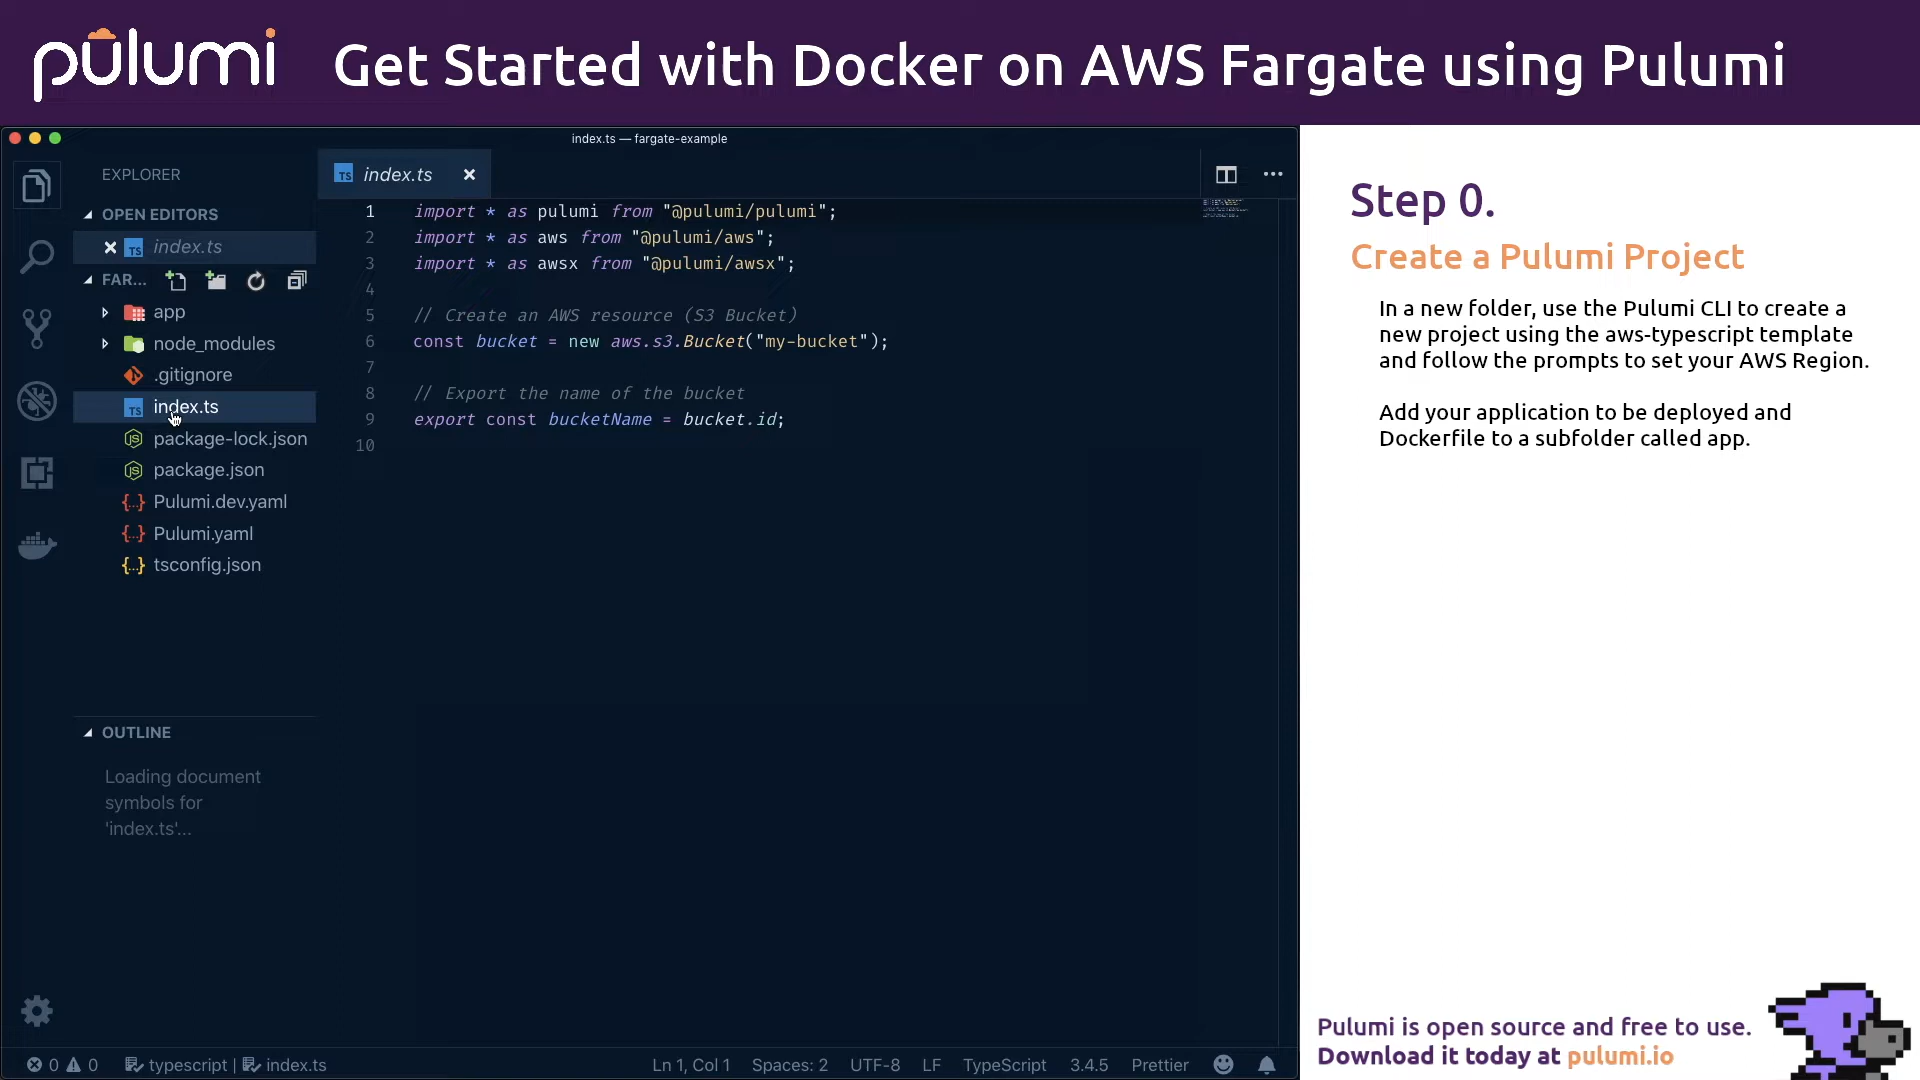 pulumi
Get Started with Docker on AWS Fargate using Pulumi
index.ts — fargate-example
EXPLORER
OPEN EDITORS
TS index.ts
FAR...
app
node_modules
.gitignore
TS index.ts
package-lock.json
package.json
{...} Pulumi.dev.yaml
{...} Pulumi.yaml
{...} tsconfig.json
OUTLINE
Loading document
symbols for
'index.ts'...
TS index.ts
1 import * as pulumi from "@pulumi/pulumi";
2 import * as aws from "@pulumi/aws";
3 import * as awsx from "@pulumi/awsx";
4
5 // Create an AWS resource (S3 Bucket)
6 const bucket = new aws.s3.Bucket("my-bucket");
7
8 // Export the name of the bucket
9 export const bucketName = bucket.id;
10
0 0 typescript | index.ts Ln 1, Col 1 Spaces: 2 UTF-8 LF TypeScript 3.4.5 Prettier
Step 0.
Create a Pulumi Project
In a new folder, use the Pulumi CLI to create a
new project using the aws-typescript template
and follow the prompts to set your AWS Region.
Add your application to be deployed and
Dockerfile to a subfolder called app.
Pulumi is open source and free to use.
Download it today at pulumi.io